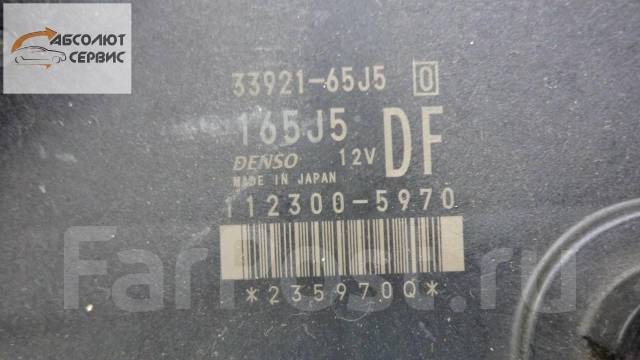 АБСОЛЮТ
СЕРВИС
33921-65J5 0
165J5 DF
DENSO 12V
MADE IN JAPAN
112300-5970
*235970Q*
FarPost.ru